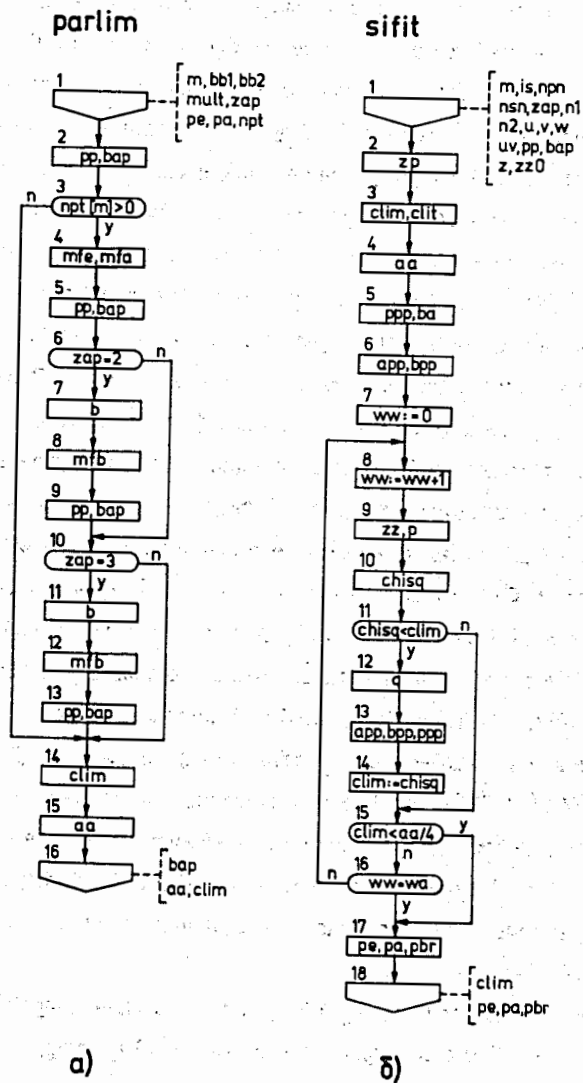 parlim
1
m,bb1,bb2
mult,zap
pe,pa,npt
2
pp,bap
3
n
npt [m]>0
y
4
mfe,mfa
5
pp,bap
6
zap=2
n
y
7
b
8
mfb
9
pp,bap
10
zap=3
n
y
11
b
12
mfb
13
pp,bap
14
clim
15
aa
16
bap
aa,clim
а)
sifit
1
m,is,npn
nsn,zap,n1
n2,u,v,w
uv,pp,bap
z,zz0
2
zp
3
clim,clit
4
aa
5
ppp,ba
6
app,bpp
7
ww:=0
8
ww:=ww+1
9
zz,p
10
chisq
11
chisq<clim
n
y
12
13
app,bpp,ppp
14
clim:=chisq
15
clim<aa/4
y
n
16
n
ww=wa
y
17
pe,pa,pbr
18
clim
pe,pa,pbr
б)